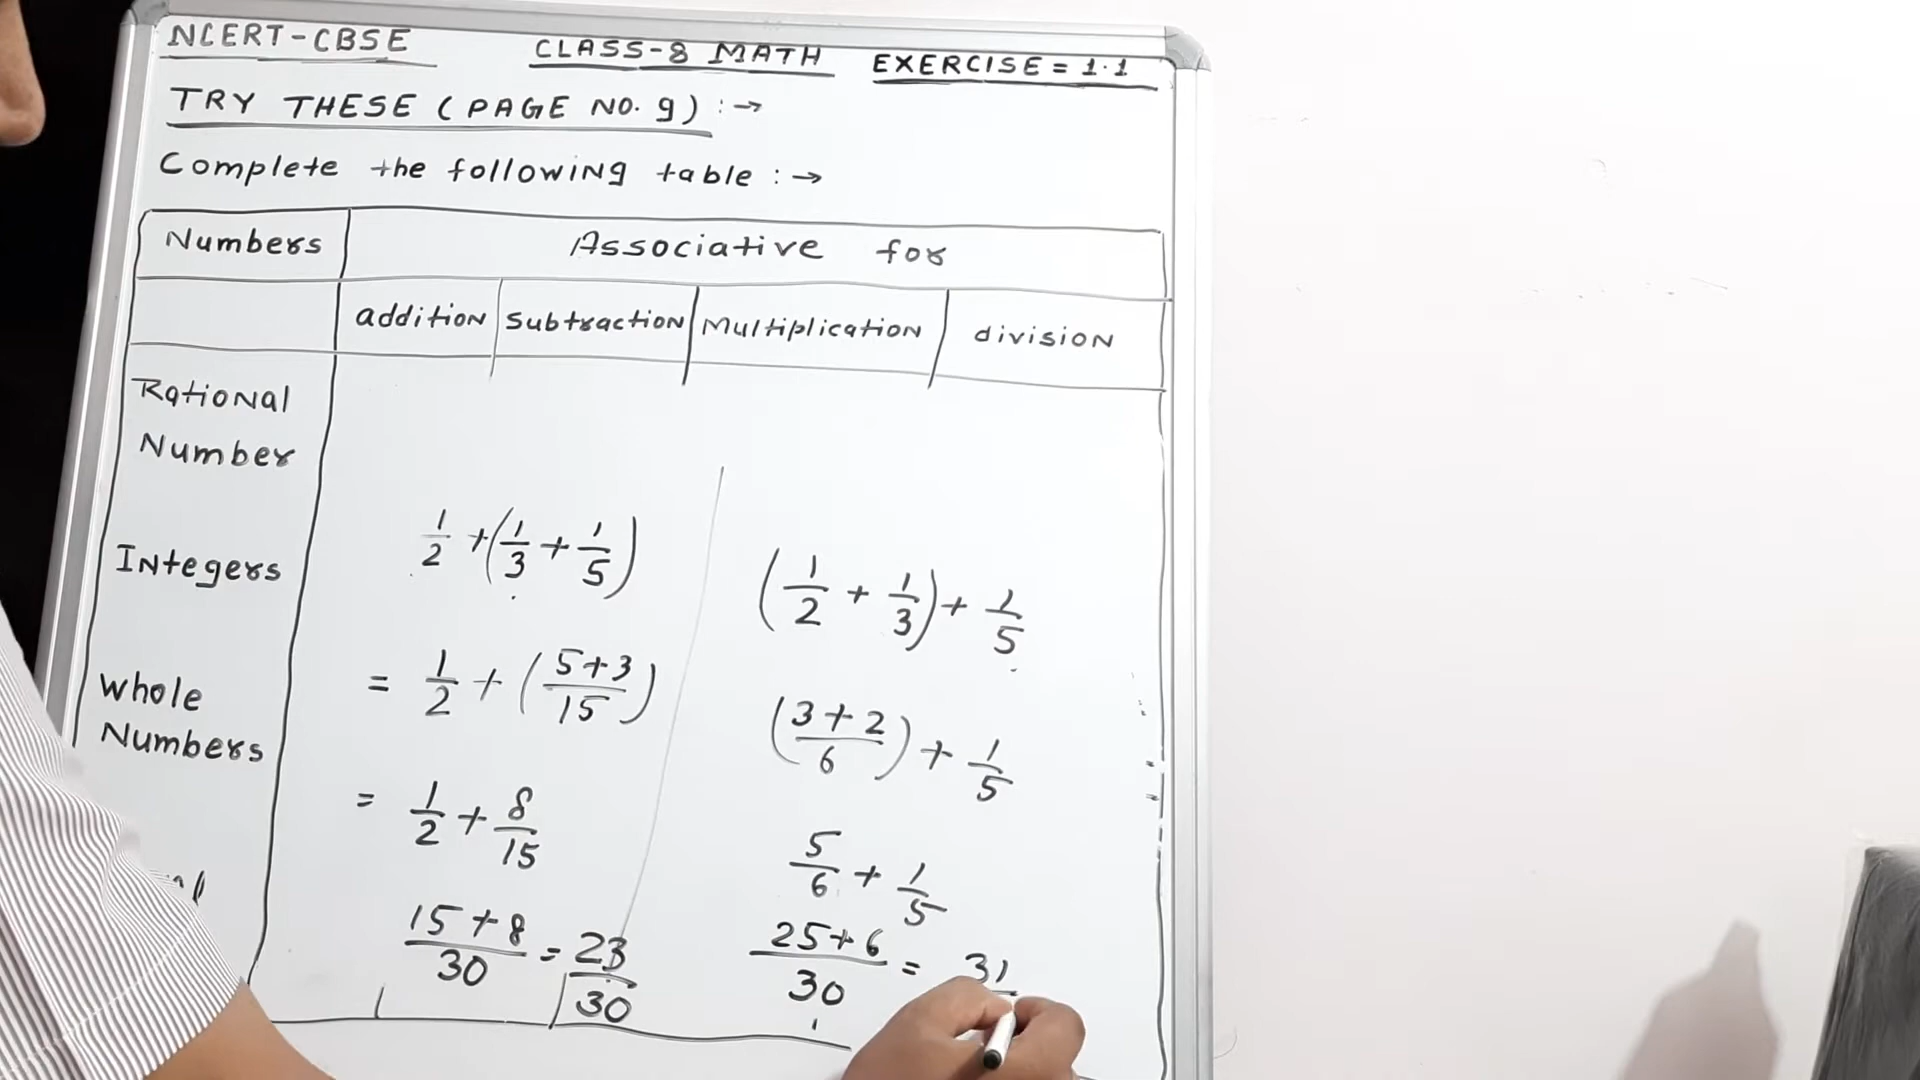 NCERT-CBSE CLASS-8 MATH EXERCISE = 1.1
TRY THESE (PAGE NO. 9) :→
Complete the following table :→
Numbers Associative for
addition Subtraction Multiplication division
Rational
Number
Integers
Whole
Numbers
1/2 + (1/3 + 1/5)
= 1/2 + (5+3/15)
= 1/2 + 8/15
15+8/30 = 23/30
(1/2 + 1/3) + 1/5
(3+2/6) + 1/5
5/6 + 1/5
25+6/30 = 31